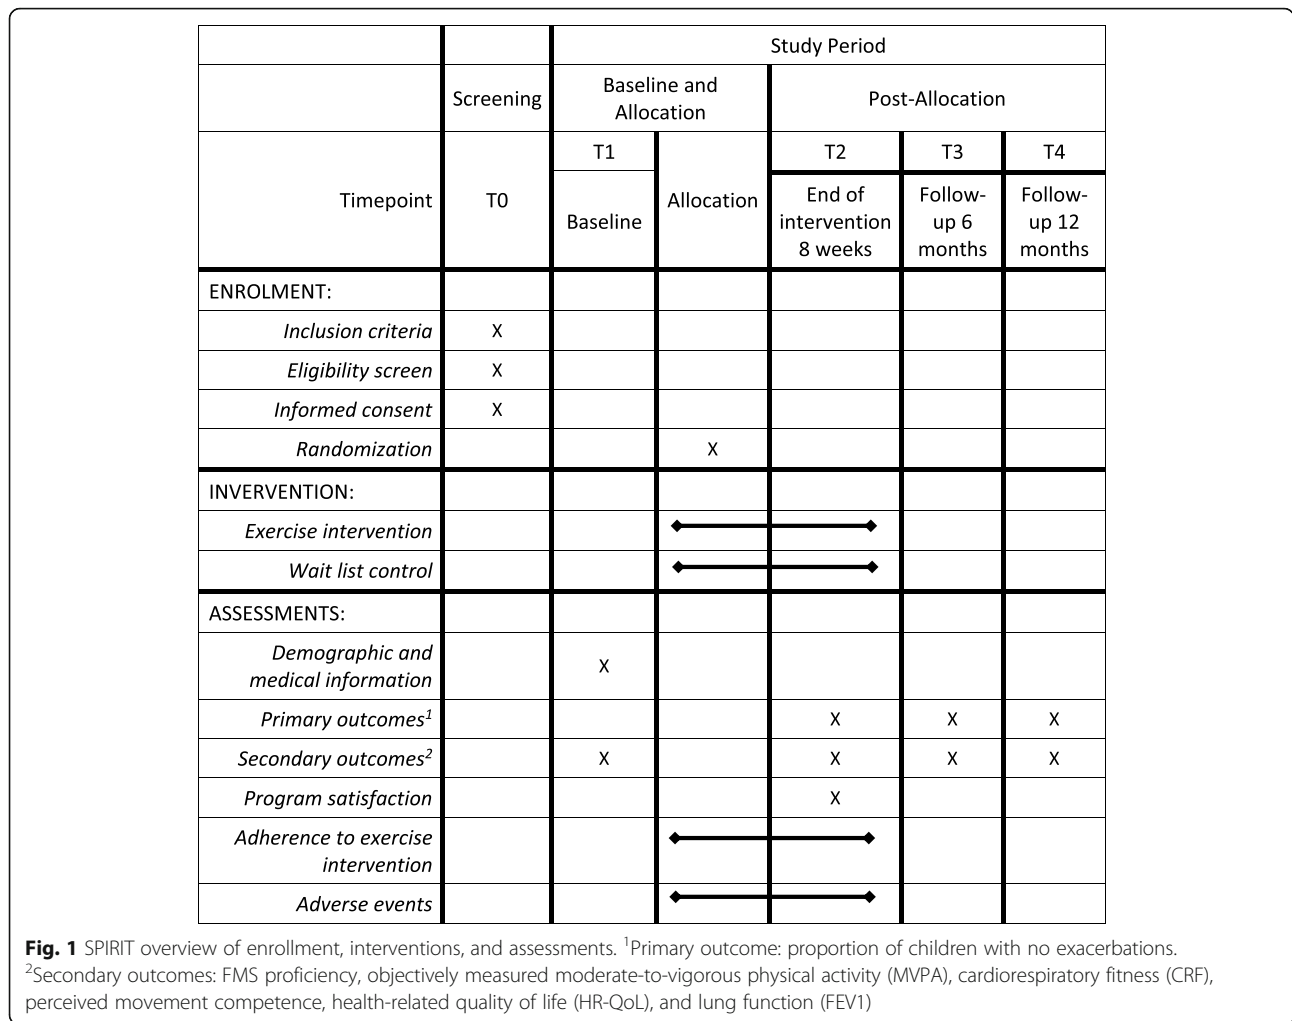 Study Period
Screening
Baseline and
Allocation
Post-Allocation
Timepoint
T0
T1
Baseline
Allocation
T2
End of
intervention
8 weeks
T3
Follow-
up 6
months
T4
Follow-
up 12
months
ENROLMENT:
Inclusion criteria X
Eligibility screen X
Informed consent X
Randomization X
INVERVENTION:
Exercise intervention
Wait list control
ASSESSMENTS:
Demographic and
medical information X
Primary outcomes¹ X X X
Secondary outcomes² X X X X
Program satisfaction X
Adherence to exercise
intervention
Adverse events
Fig. 1 SPIRIT overview of enrollment, interventions, and assessments. ¹Primary outcome: proportion of children with no exacerbations.
²Secondary outcomes: FMS proficiency, objectively measured moderate-to-vigorous physical activity (MVPA), cardiorespiratory fitness (CRF),
perceived movement competence, health-related quality of life (HR-QoL), and lung function (FEV1)